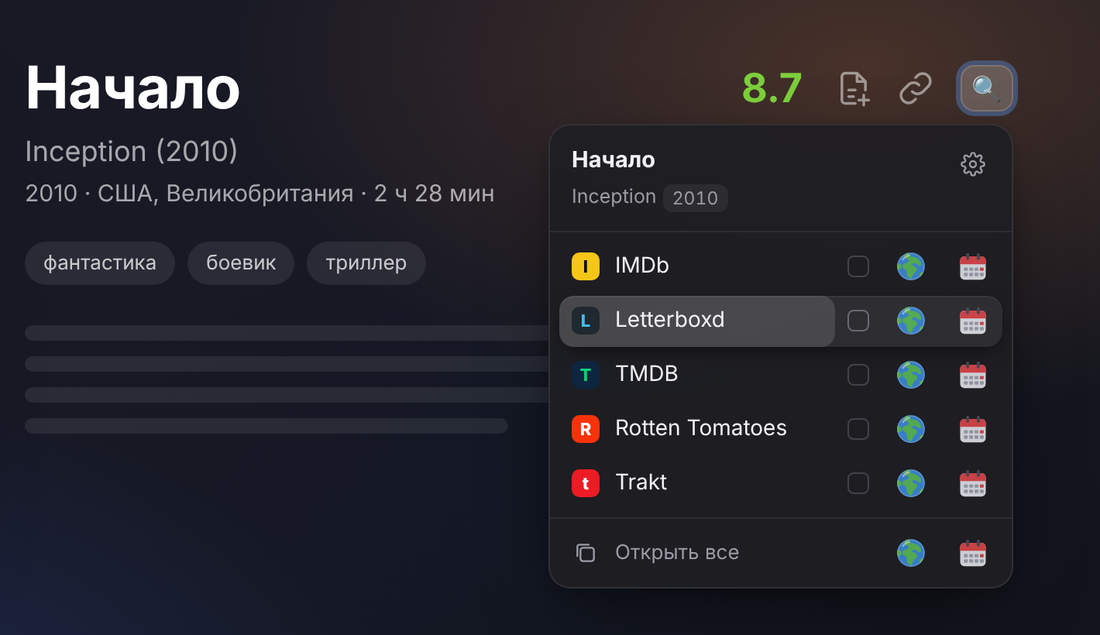 Начало
8.7
Inception (2010)
2010 · США, Великобритания · 2 ч 28 мин
фантастика боевик триллер
Начало
Inception 2010
I IMDb
L Letterboxd
T TMDB
R Rotten Tomatoes
t Trakt
Открыть все